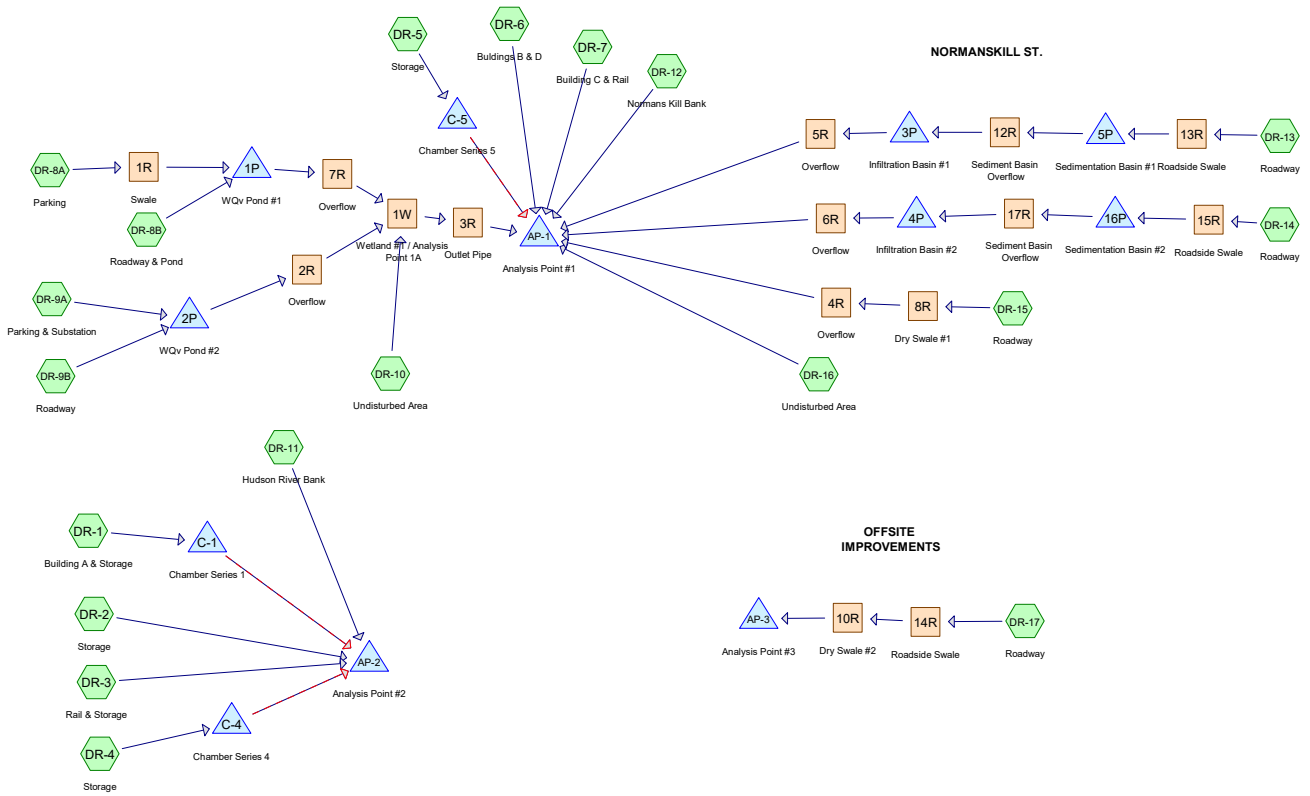 DR-5
Storage
DR-6
Buldings B & D
DR-7
Building C & Rail
DR-12
Normans Kill Bank
NORMANSKILL ST.
C-5
Chamber Series 5
DR-8A
Parking
1R
Swale
1P
WQv Pond #1
7R
Overflow
DR-8B
Roadway & Pond
1W
Wetland #1 / Analysis
Point 1A
3R
Outlet Pipe
AP-1
Analysis Point #1
2R
Overflow
DR-9A
Parking & Substation
2P
WQv Pond #2
DR-9B
Roadway
DR-10
Undisturbed Area
5R
Overflow
3P
Infiltration Basin #1
12R
Sediment Basin
Overflow
5P
Sedimentation Basin #1
13R
Roadside Swale
DR-13
Roadway
6R
Overflow
4P
Infiltration Basin #2
17R
Sediment Basin
Overflow
16P
Sedimentation Basin #2
15R
Roadside Swale
DR-14
Roadway
4R
Overflow
8R
Dry Swale #1
DR-15
Roadway
DR-16
Undisturbed Area
DR-11
Hudson River Bank
DR-1
Building A & Storage
C-1
Chamber Series 1
DR-2
Storage
DR-3
Rail & Storage
AP-2
Analysis Point #2
C-4
Chamber Series 4
DR-4
Storage
OFFSITE
IMPROVEMENTS
AP-3
Analysis Point #3
10R
Dry Swale #2
14R
Roadside Swale
DR-17
Roadway